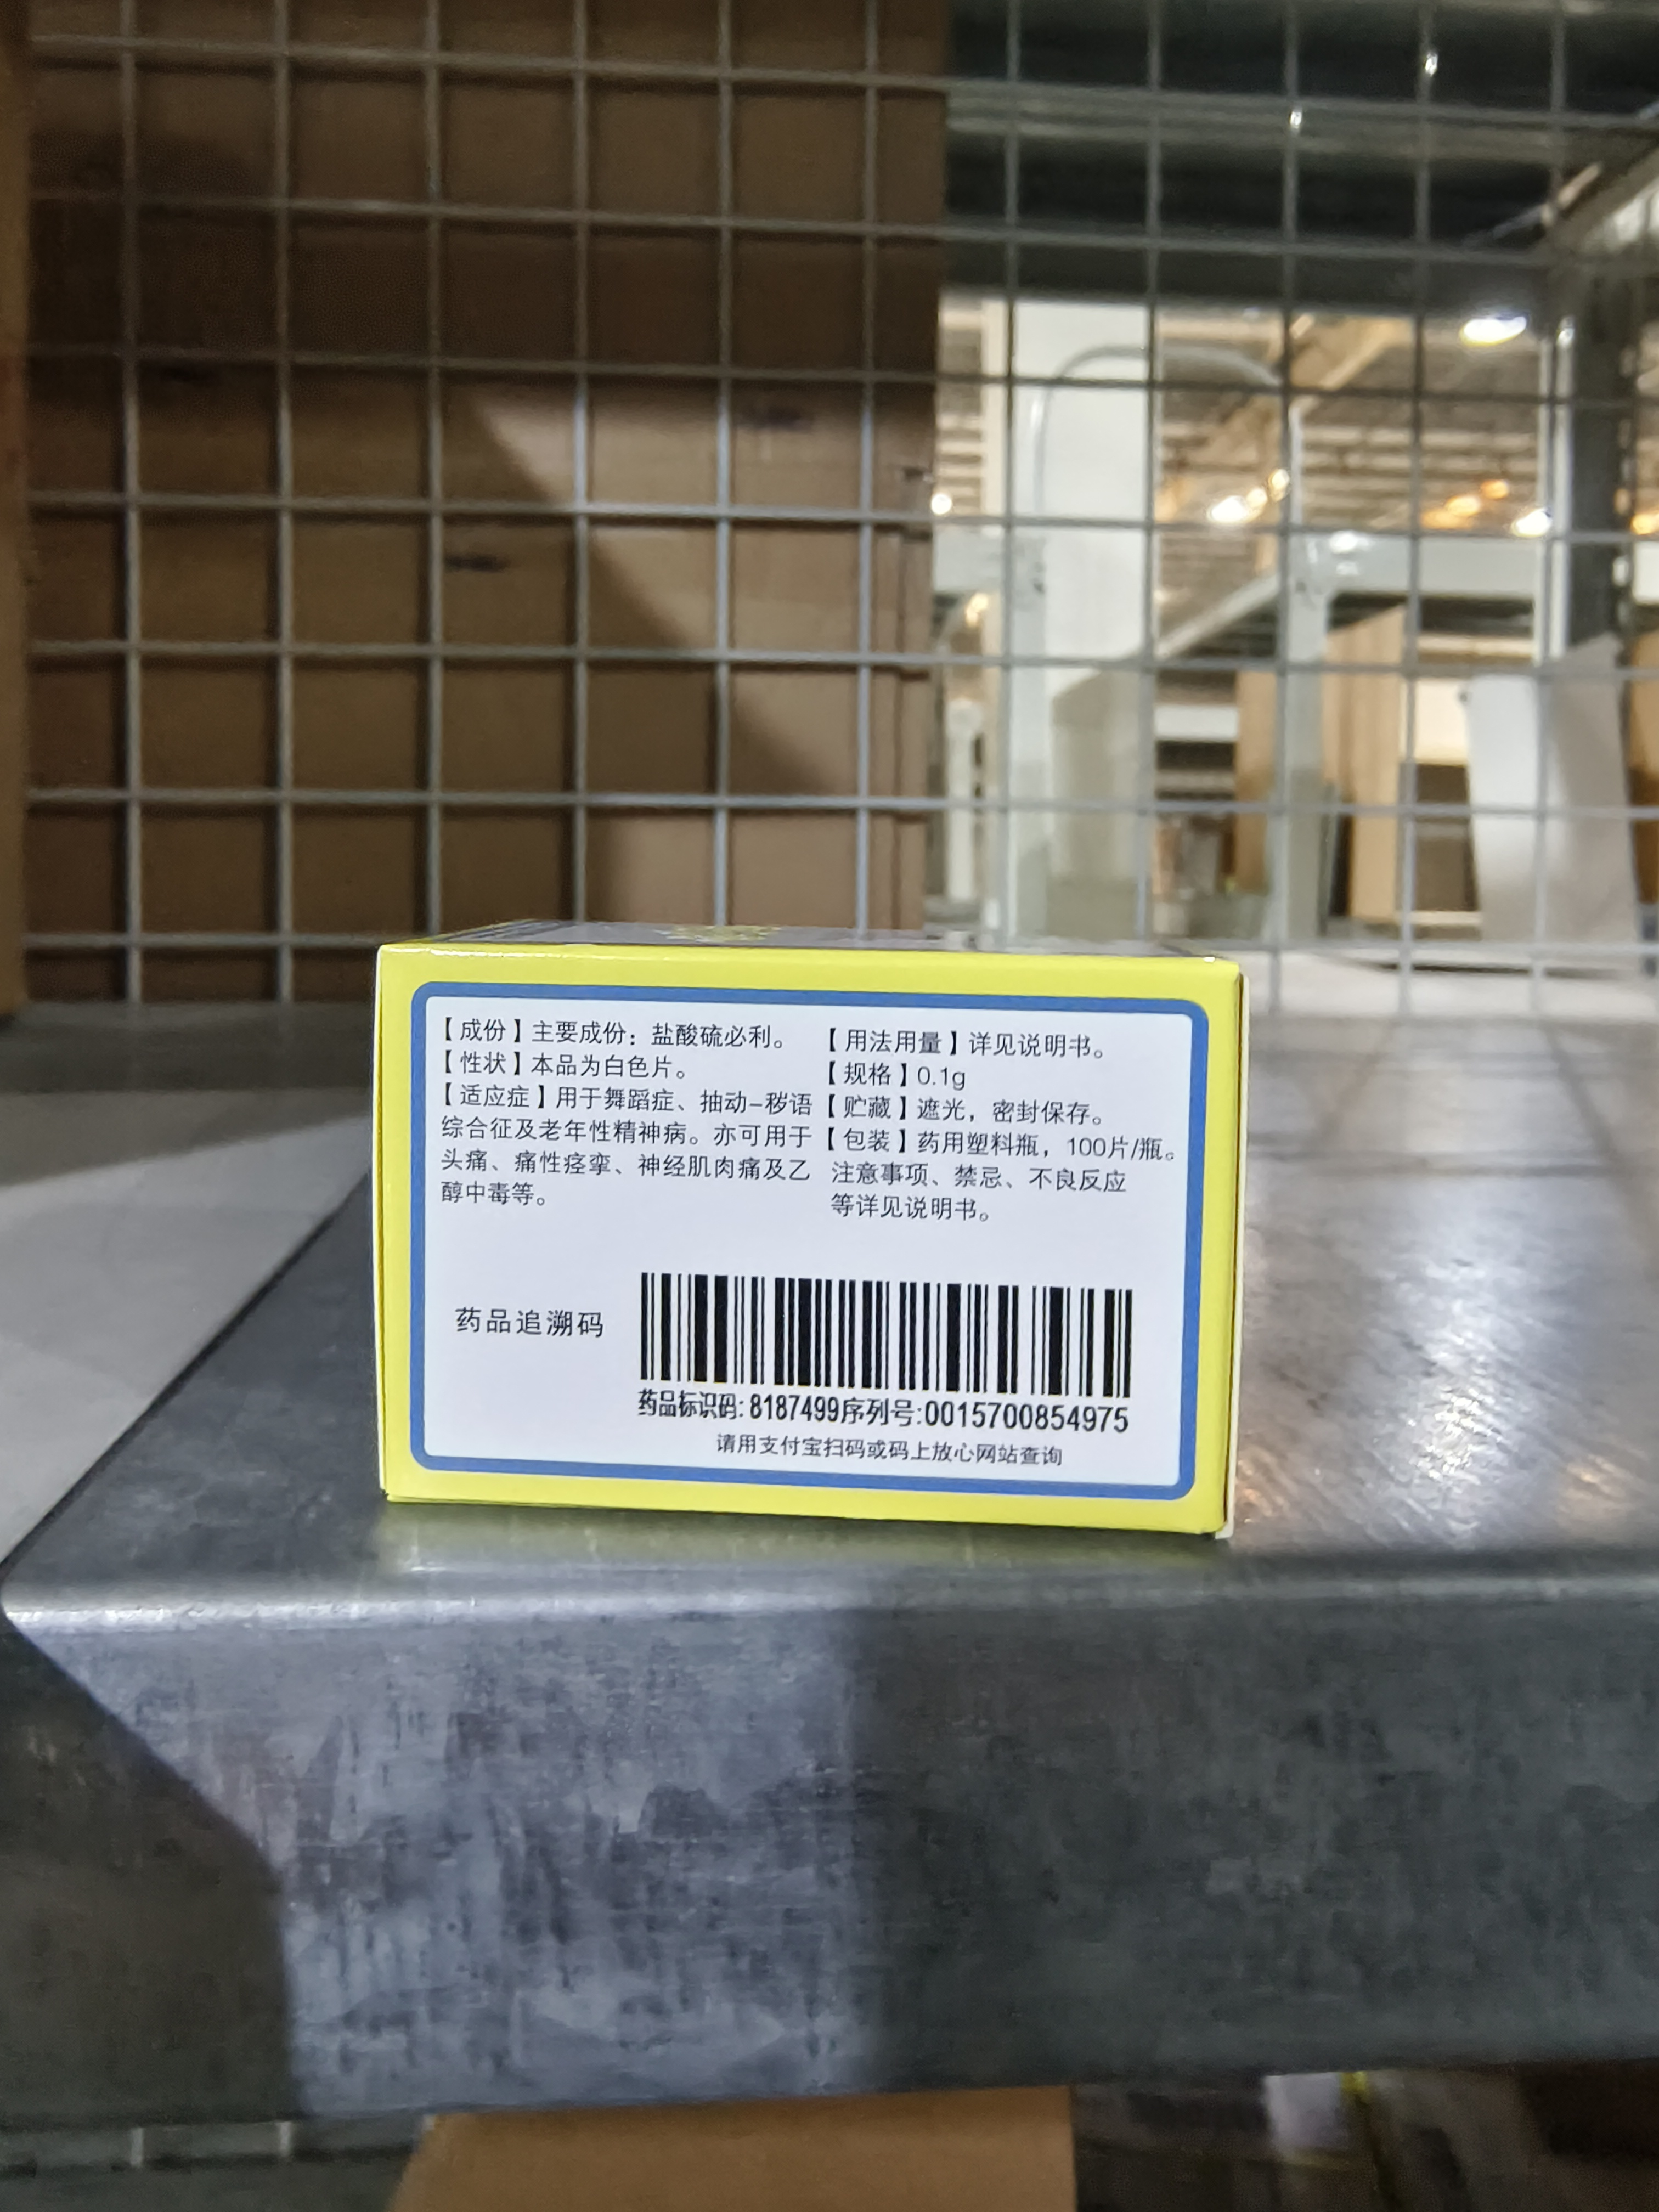 【成份】主要成份：盐酸硫必利。
【性状】本品为白色片。
【适应症】用于舞蹈症、抽动-秽语
综合征及老年性精神病。亦可用于
头痛、痛性痉挛、神经肌肉痛及乙
醇中毒等。
【用法用量】详见说明书。
【规格】0.1g
【贮藏】遮光，密封保存。
【包装】药用塑料瓶，100片/瓶。
注意事项、禁忌、不良反应
等详见说明书。
药品追溯码
药品标识码:8187499序列号:0015700854975
请用支付宝扫码或码上放心网站查询